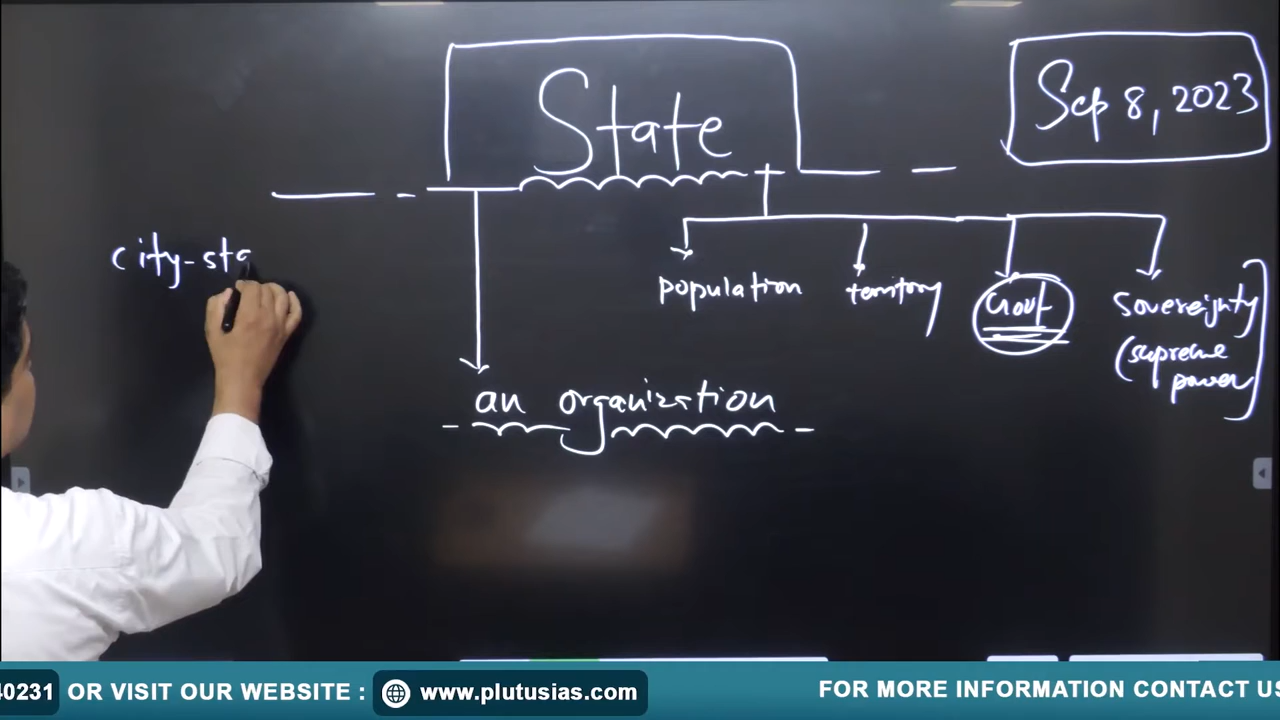 State
Sep 8, 2023
city-sta
population
territory
Govt
Sovereignty
(supreme
power
an organization
40231 OR VISIT OUR WEBSITE :
www.plutusias.com
FOR MORE INFORMATION CONTACT US